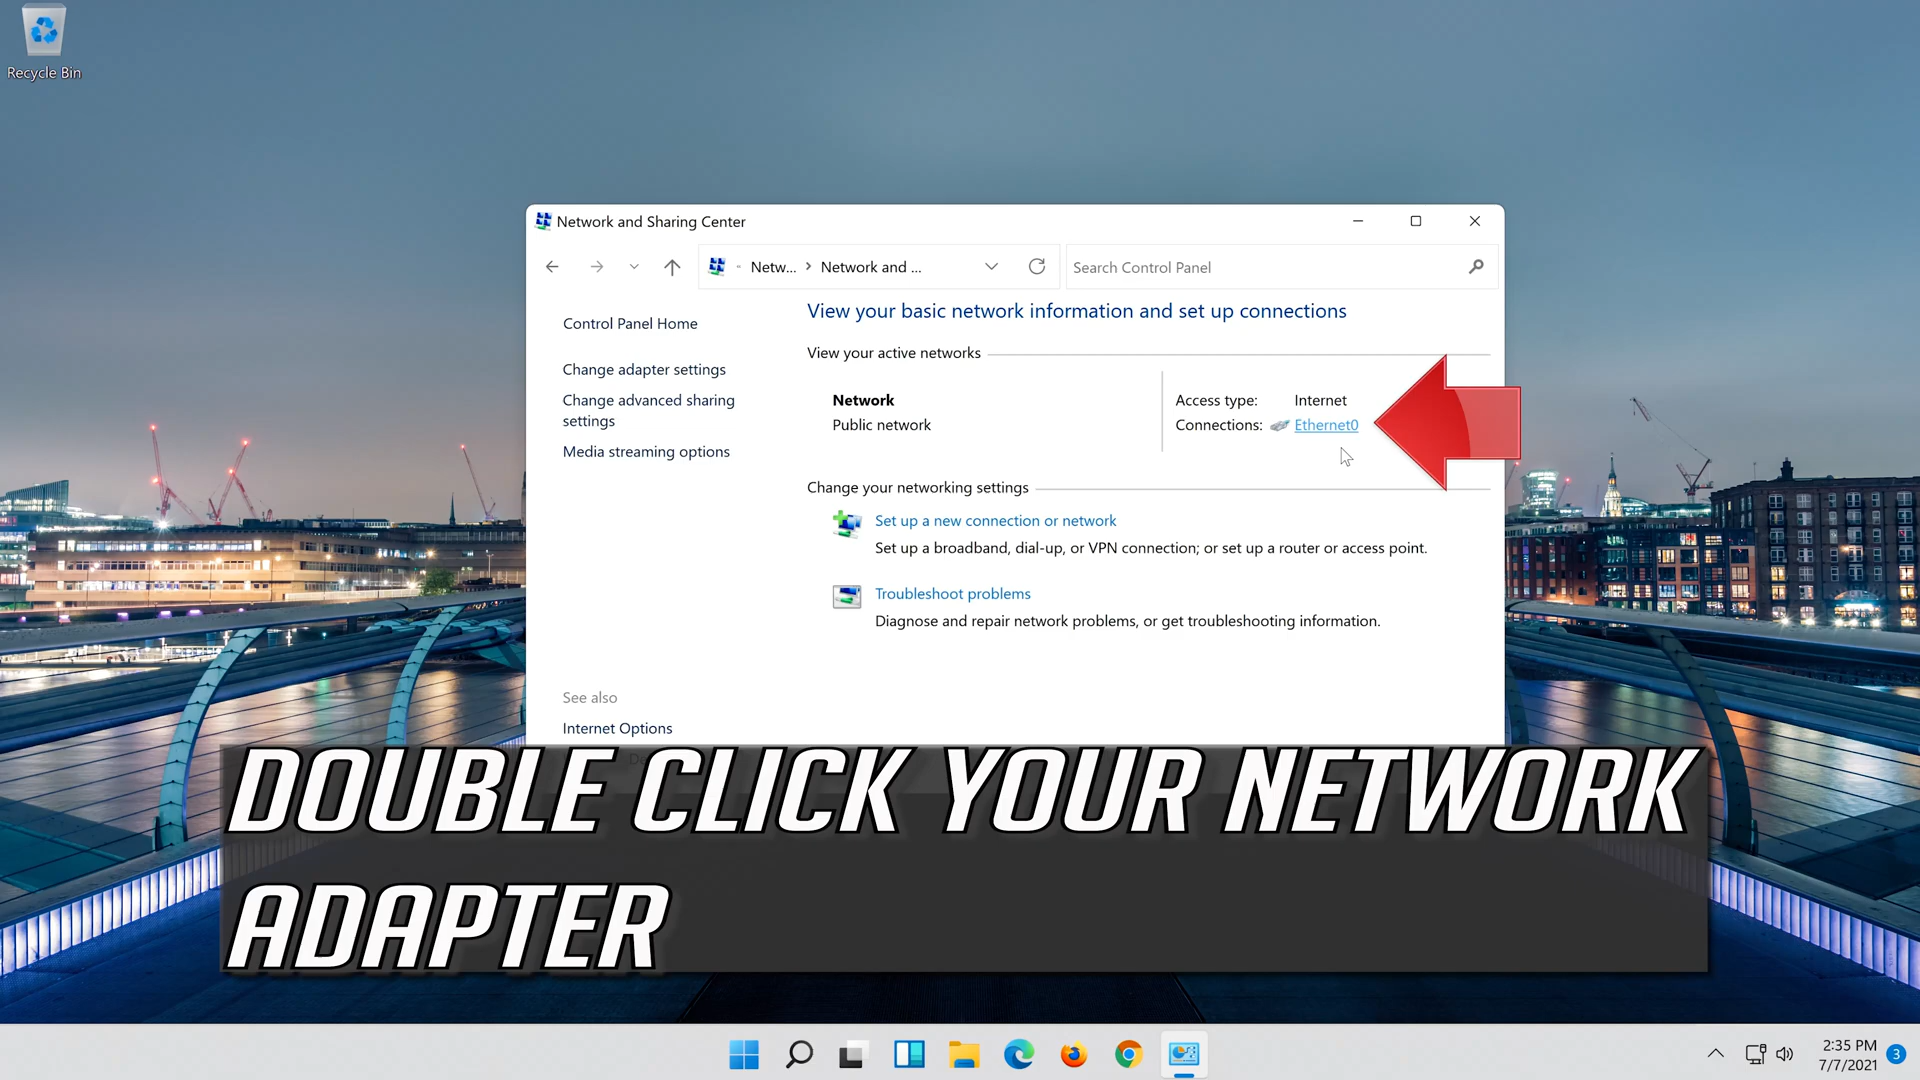 Recycle Bin
Network and Sharing Center
Netw... > Network and ...
Search Control Panel
Control Panel Home
Change adapter settings
Change advanced sharing
settings
Media streaming options
See also
Internet Options
View your basic network information and set up connections
View your active networks
Network
Public network
Access type: Internet
Connections: Ethernet0
Change your networking settings
Set up a new connection or network
Set up a broadband, dial-up, or VPN connection; or set up a router or access point.
Troubleshoot problems
Diagnose and repair network problems, or get troubleshooting information.
DOUBLE CLICK YOUR NETWORK
ADAPTER
2:35 PM
7/7/2021
3